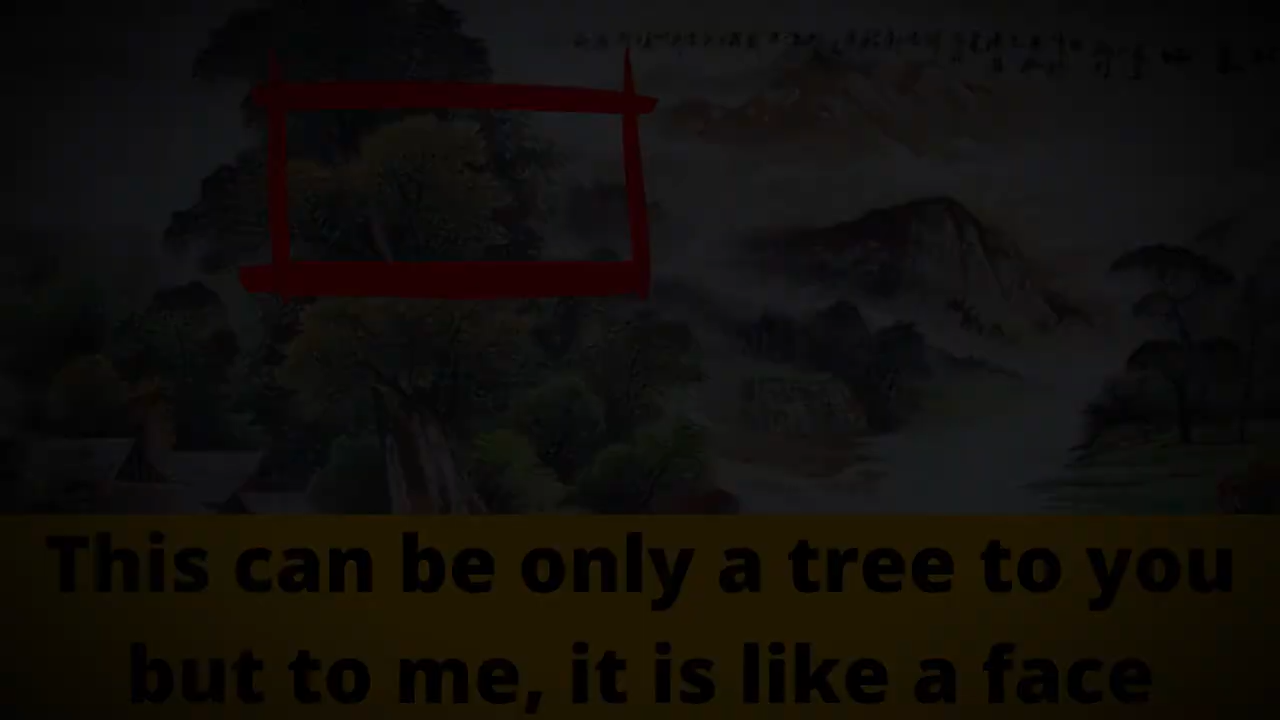 This can be only a tree to you
but to me, it is like a face